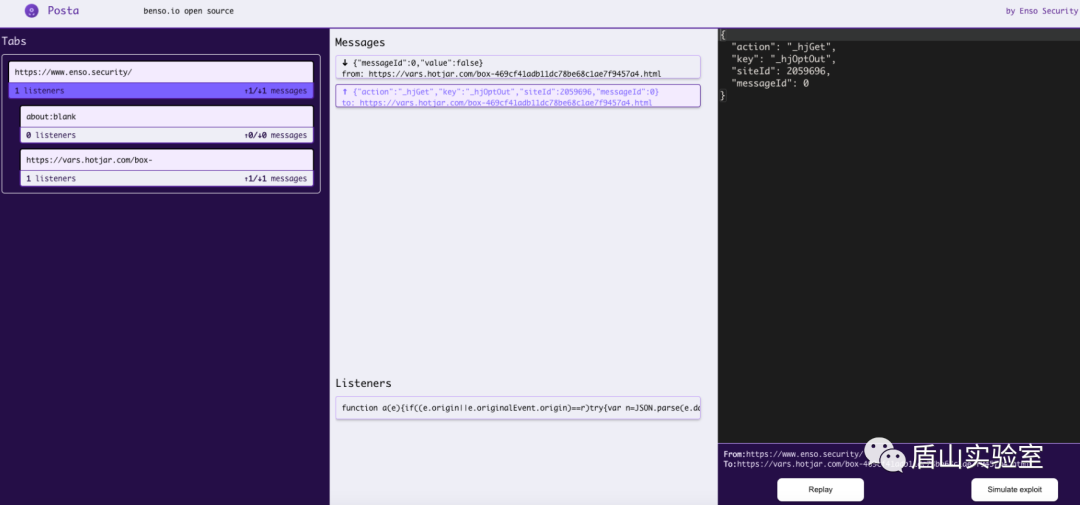 Posta
benso.io open source
by Enso Security
Tabs
https://www.enso.security/
1 listeners ↑1/↓1 messages
about:blank
0 listeners ↑0/↓0 messages
https://vars.hotjar.com/box-
1 listeners ↑1/↓1 messages
Messages
↓ {"messageId":0,"value":false}
from: https://vars.hotjar.com/box-469cf41adb11dc78be68c1ae7f9457a4.html
↑ {"action":"_hjGet","key":"_hjOptOut","siteId":2059696,"messageId":0}
to: https://vars.hotjar.com/box-469cf41adb11dc78be68c1ae7f9457a4.html
Listeners
function a(e){if((e.origin||e.originalEvent.origin)==r)try{var n=JSON.parse(e.da
{
"action": "_hjGet",
"key": "_hjOptOut",
"siteId": 2059696,
"messageId": 0
}
From:https://www.enso.security/
To:https://vars.hotjar.com/box-
盾山实验室
Replay
Simulate exploit